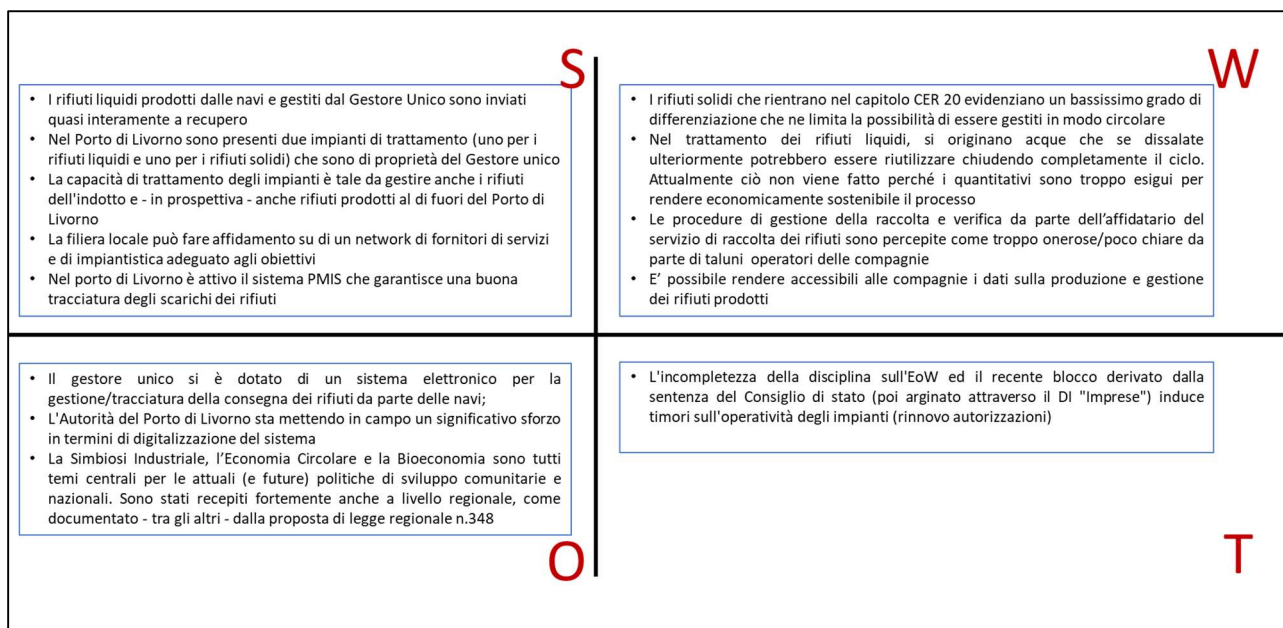 S
• I rifiuti liquidi prodotti dalle navi e gestiti dal Gestore Unico sono inviati
quasi interamente a recupero
• Nel Porto di Livorno sono presenti due impianti di trattamento (uno per i
rifiuti liquidi e uno per i rifiuti solidi) che sono di proprietà del Gestore unico
• La capacità di trattamento degli impianti è tale da gestire anche i rifiuti
dell'indotto e - in prospettiva - anche rifiuti prodotti al di fuori del Porto di
Livorno
• La filiera locale può fare affidamento su di un network di fornitori di servizi
e di impiantistica adeguato agli obiettivi
• Nel porto di Livorno è attivo il sistema PMIS che garantisce una buona
tracciatura degli scarichi dei rifiuti
W
• I rifiuti solidi che rientrano nel capitolo CER 20 evidenziano un bassissimo grado di
differenziazione che ne limita la possibilità di essere gestiti in modo circolare
• Nel trattamento dei rifiuti liquidi, si originano acque che se dissalate
ulteriormente potrebbero essere riutilizzare chiudendo completamente il ciclo.
Attualmente ciò non viene fatto perché i quantitativi sono troppo esigui per
rendere economicamente sostenibile il processo
• Le procedure di gestione della raccolta e verifica da parte dell'affidatario del
servizio di raccolta dei rifiuti sono percepite come troppo onerose/poco chiare da
parte di taluni operatori delle compagnie
• E' possibile rendere accessibili alle compagnie i dati sulla produzione e gestione
dei rifiuti prodotti
• Il gestore unico si è dotato di un sistema elettronico per la
gestione/tracciatura della consegna dei rifiuti da parte delle navi;
• L'Autorità del Porto di Livorno sta mettendo in campo un significativo sforzo
in termini di digitalizzazione del sistema
• La Simbiosi Industriale, l'Economia Circolare e la Bioeconomia sono tutti
temi centrali per le attuali (e future) politiche di sviluppo comunitarie e
nazionali. Sono stati recepiti fortemente anche a livello regionale, come
documentato - tra gli altri - dalla proposta di legge regionale n.348
O
• L'incompletezza della disciplina sull'EoW ed il recente blocco derivato dalla
sentenza del Consiglio di stato (poi arginato attraverso il DI "Imprese") induce
timori sull'operatività degli impianti (rinnovo autorizzazioni)
T